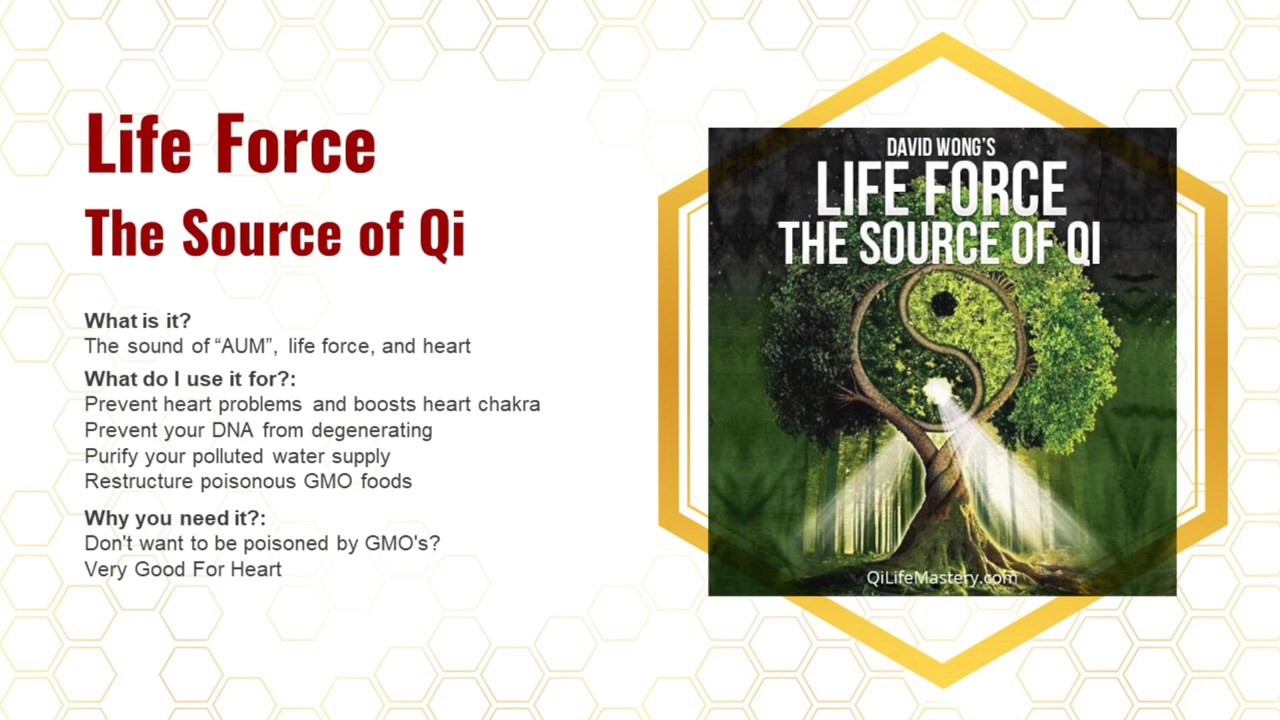 Life Force
The Source of Qi
What is it?
The sound of “AUM”, life force, and heart
What do I use it for?:
Prevent heart problems and boosts heart chakra
Prevent your DNA from degenerating
Purify your polluted water supply
Restructure poisonous GMO foods
Why you need it?:
Don't want to be poisoned by GMO's?
Very Good For Heart
DAVID WONG'S
LIFE FORCE
THE SOURCE OF QI
QiLifeMastery.com